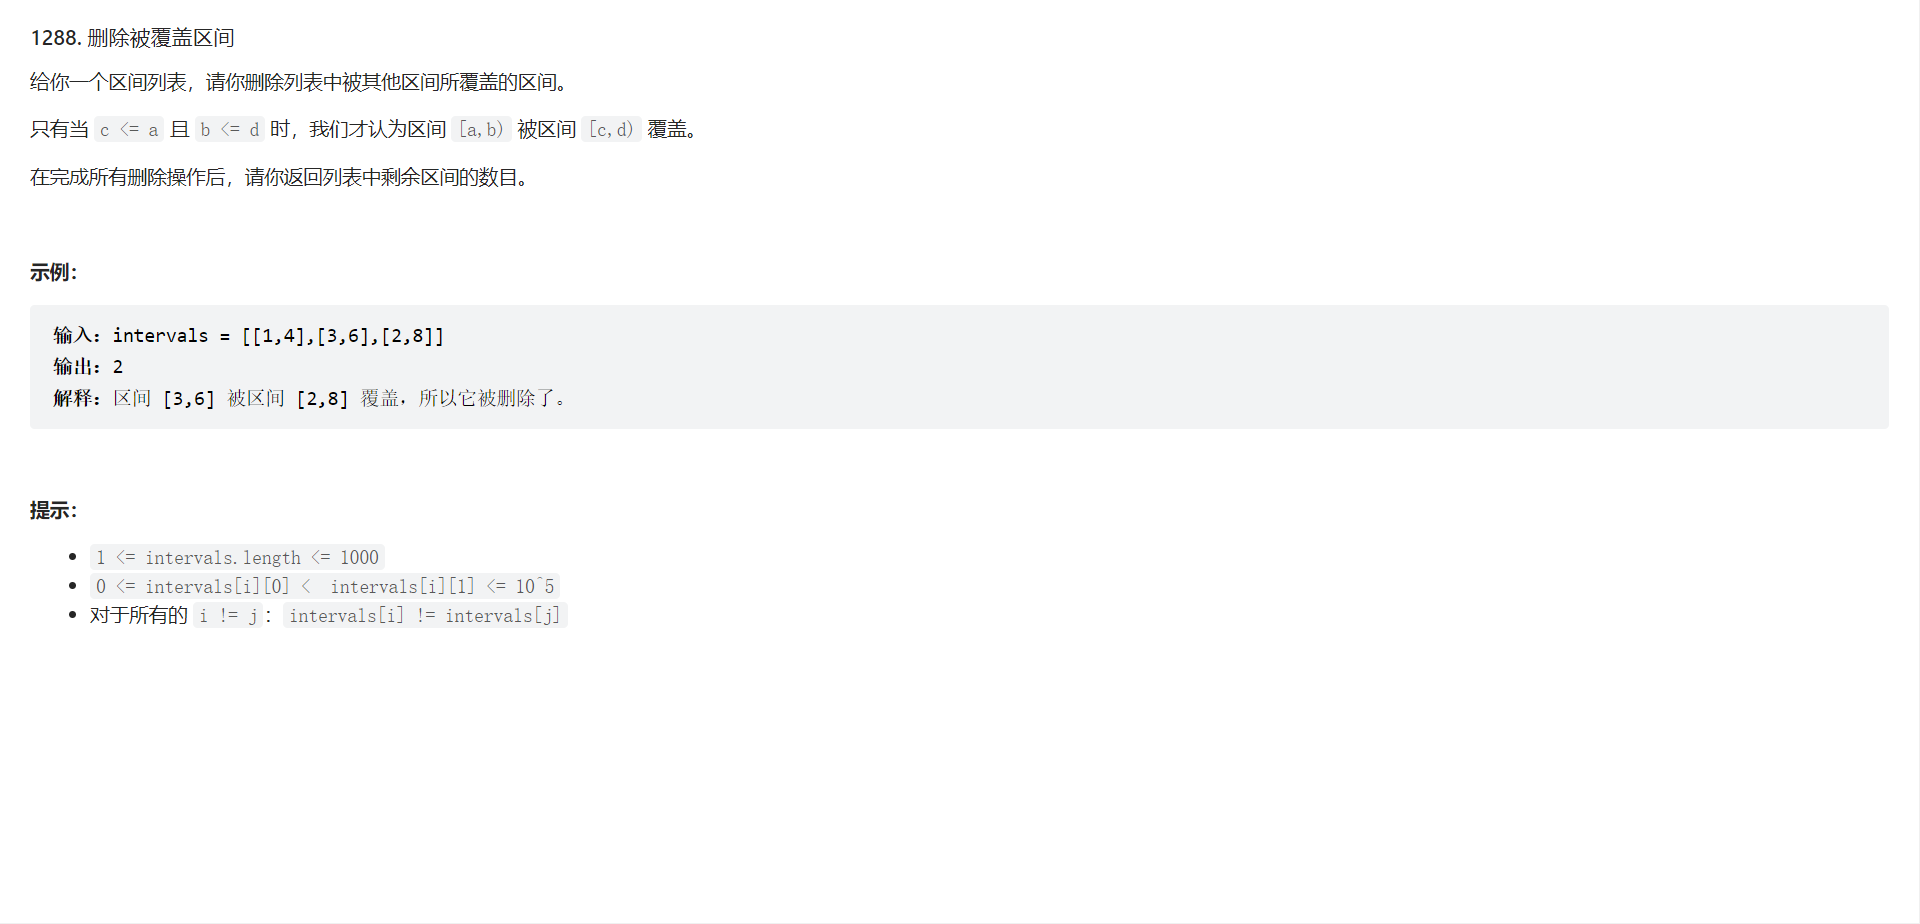 1288. 删除被覆盖区间
给你一个区间列表，请你删除列表中被其他区间所覆盖的区间。
只有当 c <= a 且 b <= d 时，我们才认为区间 [a,b) 被区间 [c,d) 覆盖。
在完成所有删除操作后，请你返回列表中剩余区间的数目。
示例：
输入：intervals = [[1,4],[3,6],[2,8]]
输出：2
解释：区间 [3,6] 被区间 [2,8] 覆盖，所以它被删除了。
提示：
• 1 <= intervals.length <= 1000
• 0 <= intervals[i][0] <  intervals[i][1] <= 10^5
• 对于所有的 i != j：intervals[i] != intervals[j]